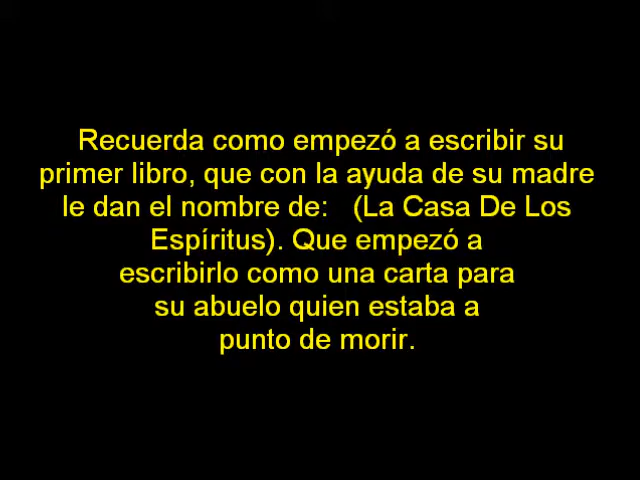 Recuerda como empezó a escribir su
primer libro, que con la ayuda de su madre
le dan el nombre de:   (La Casa De Los
Espíritus). Que empezó a
escribirlo como una carta para
su abuelo quien estaba a
punto de morir.